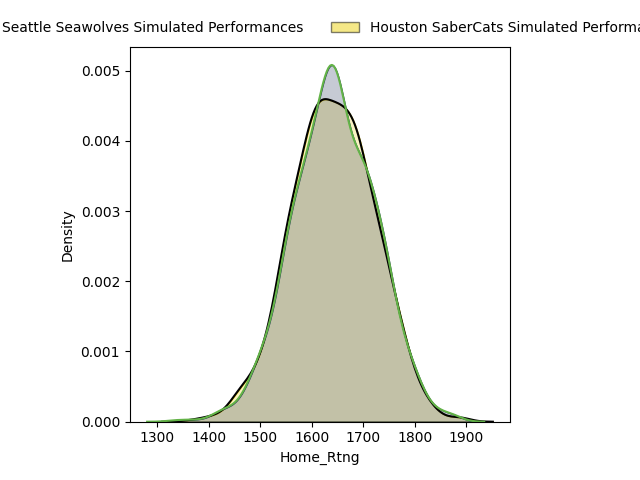 Seattle Seawolves Simulated Performances
Houston SaberCats Simulated
0.005
0.004
0.003
0.002
0.001
0.000
Density
1300 1400 1500 1600 1700 1800 1900
Home_Rtng